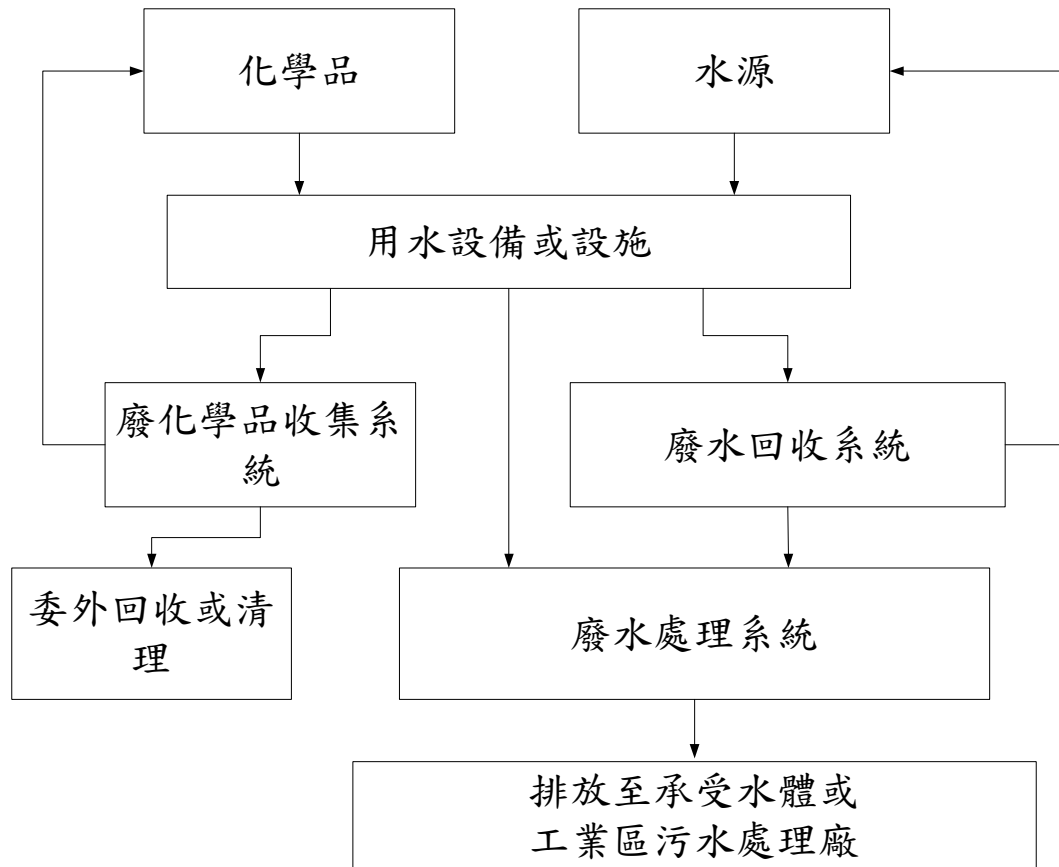 化學品
水源
用水設備或設施
廢化學品收集系
統
廢水回收系統
委外回收或清
理
廢水處理系統
排放至承受水體或
工業區污水處理廠